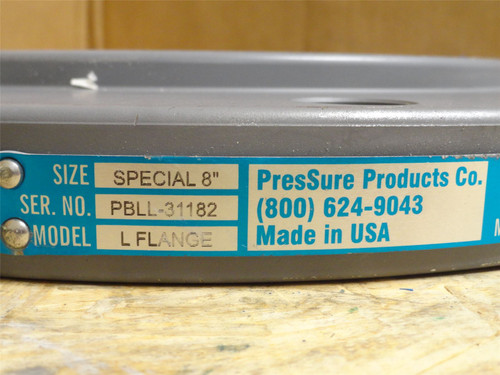 SIZE SPECIAL 8"
SER. NO. PBLL-31182
MODEL L FLANGE
PresSure Products Co.
(800) 624-9043
Made in USA